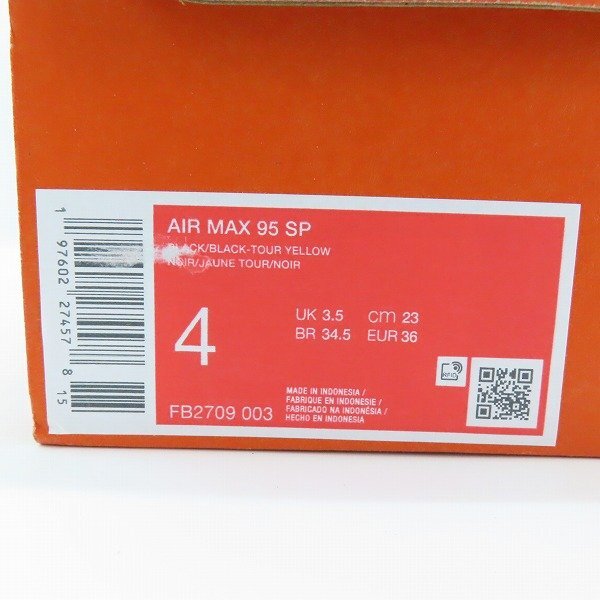 AIR MAX 95 SP
BLACK/BLACK-TOUR YELLOW
NOIR/JAUNE TOUR/NOIR
4
UK 3.5 cm 23
BR 34.5 EUR 36
FB2709 003
MADE IN INDONESIA /
FABRIQUE EN INDONESIE /
FABRICADO NA INDONÉSIA /
HECHO EN INDONESIA
RFID
1 97602 27457 8 15